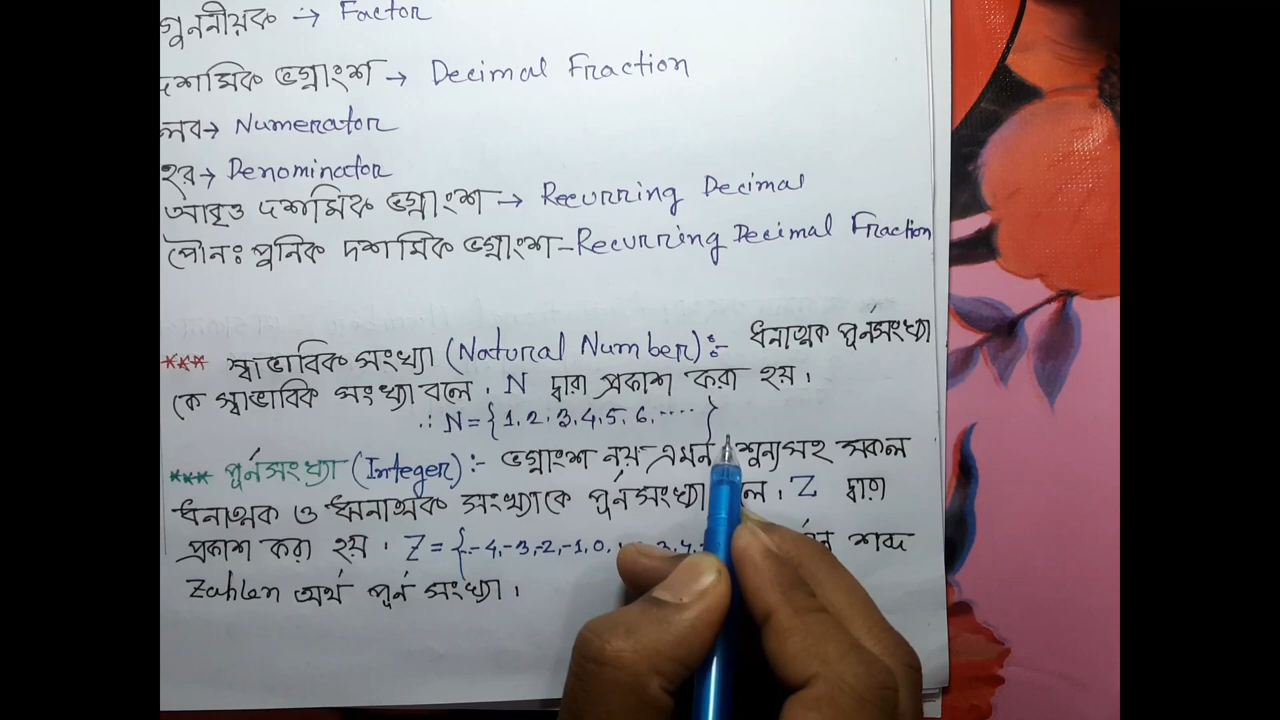 গুননীয়ক → Factor
দশমিক ভগ্নাংশ → Decimal Fraction
লব → Numerator
হর → Denominator
আবৃত দশমিক ভগ্নাংশ → Recurring Decimal
পৌনঃপুনিক দশমিক ভগ্নাংশ - Recurring Decimal Fraction
*** স্বাভাবিক সংখ্যা (Natural Number):- ধনাত্মক পূর্নসংখ্যা
কে স্বাভাবিক সংখ্যা বলে। N দ্বারা প্রকাশ করা হয়।
∴ N = {1, 2, 3, 4, 5, 6, ....}
*** পূর্নসংখ্যা (Integer):- ভগ্নাংশ নয় এমন শূন্যসহ সকল
ধনাত্মক ও ঋনাত্মক সংখ্যাকে পূর্নসংখ্যা বলে। Z দ্বারা
প্রকাশ করা হয়। Z = {..-4, -3, -2, -1, 0, 3, 4, শব্দ
Zahlen অর্থ পূর্ন সংখ্যা।